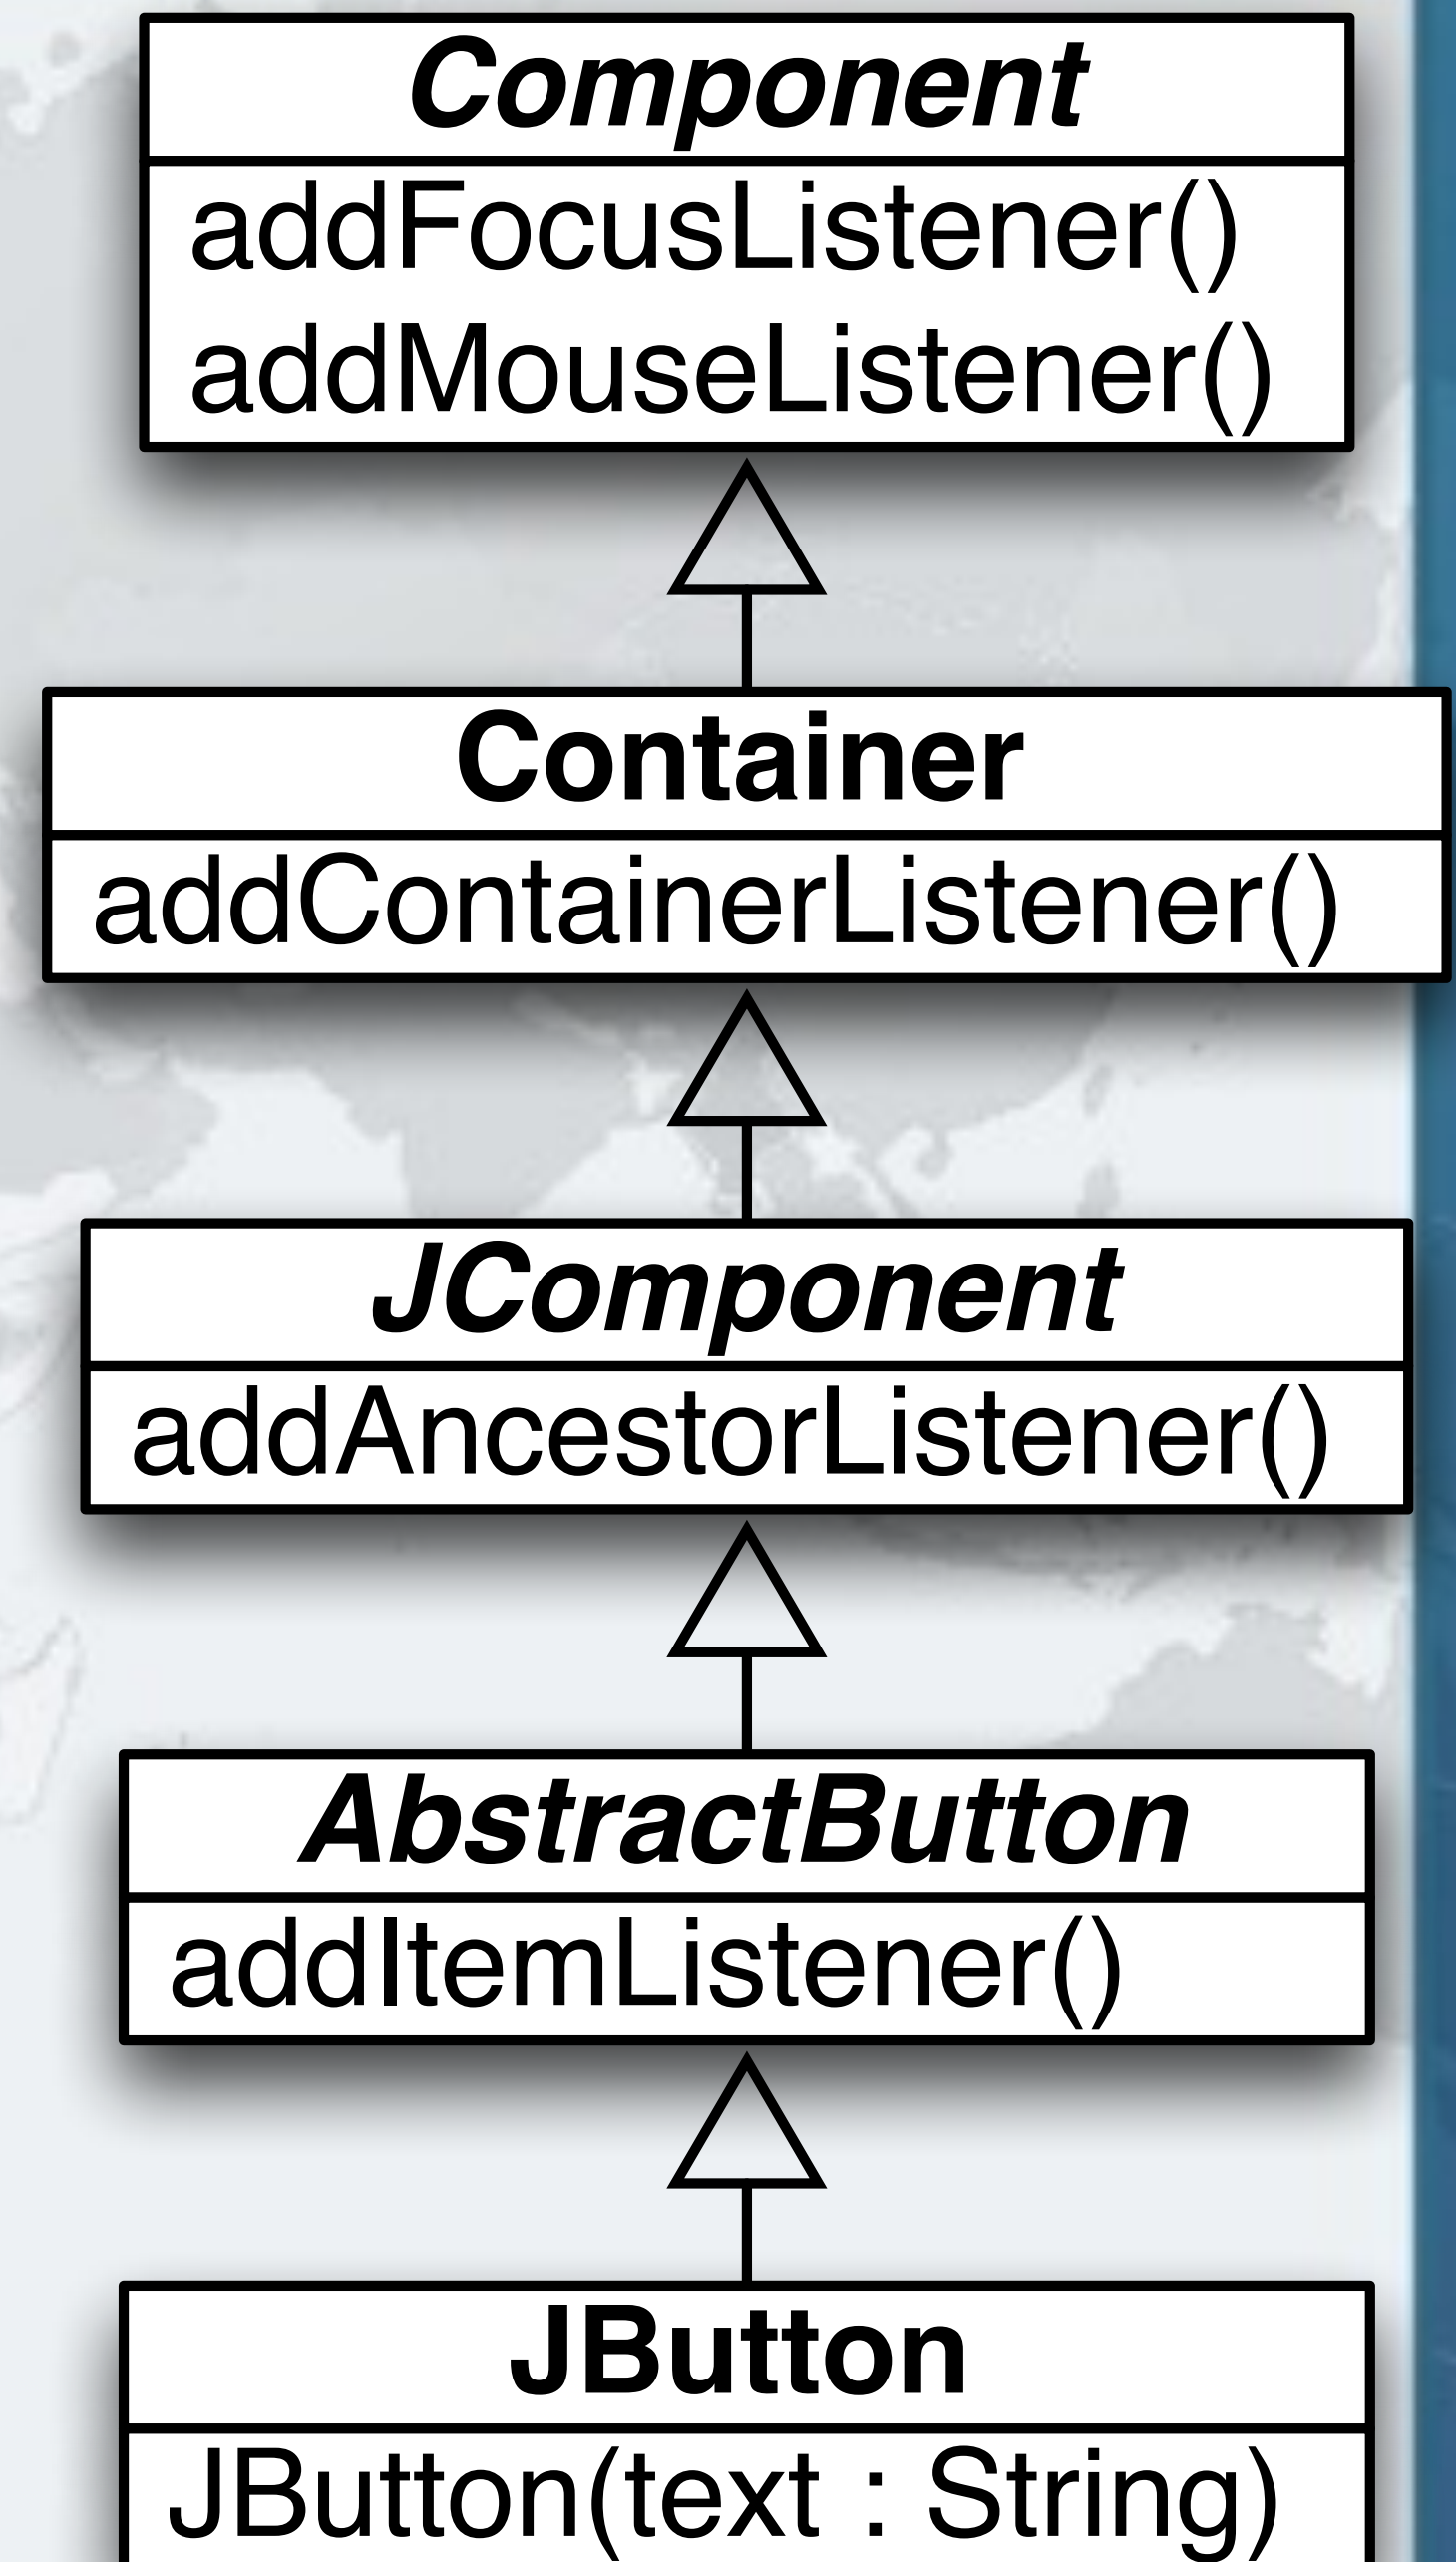 Component
addFocusListener()
addMouseListener()
Container
addContainerListener()
JComponent
addAncestorListener()
AbstractButton
addItemListener()
JButton
JButton(text : String)